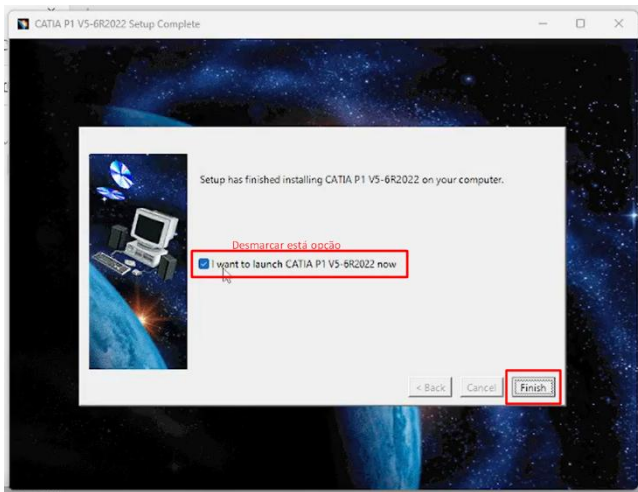 CATIA P1 V5-6R2022 Setup Complete
Setup has finished installing CATIA P1 V5-6R2022 on your computer.
Desmarcar está opção
I want to launch CATIA P1 V5-6R2022 now
< Back Cancel Finish